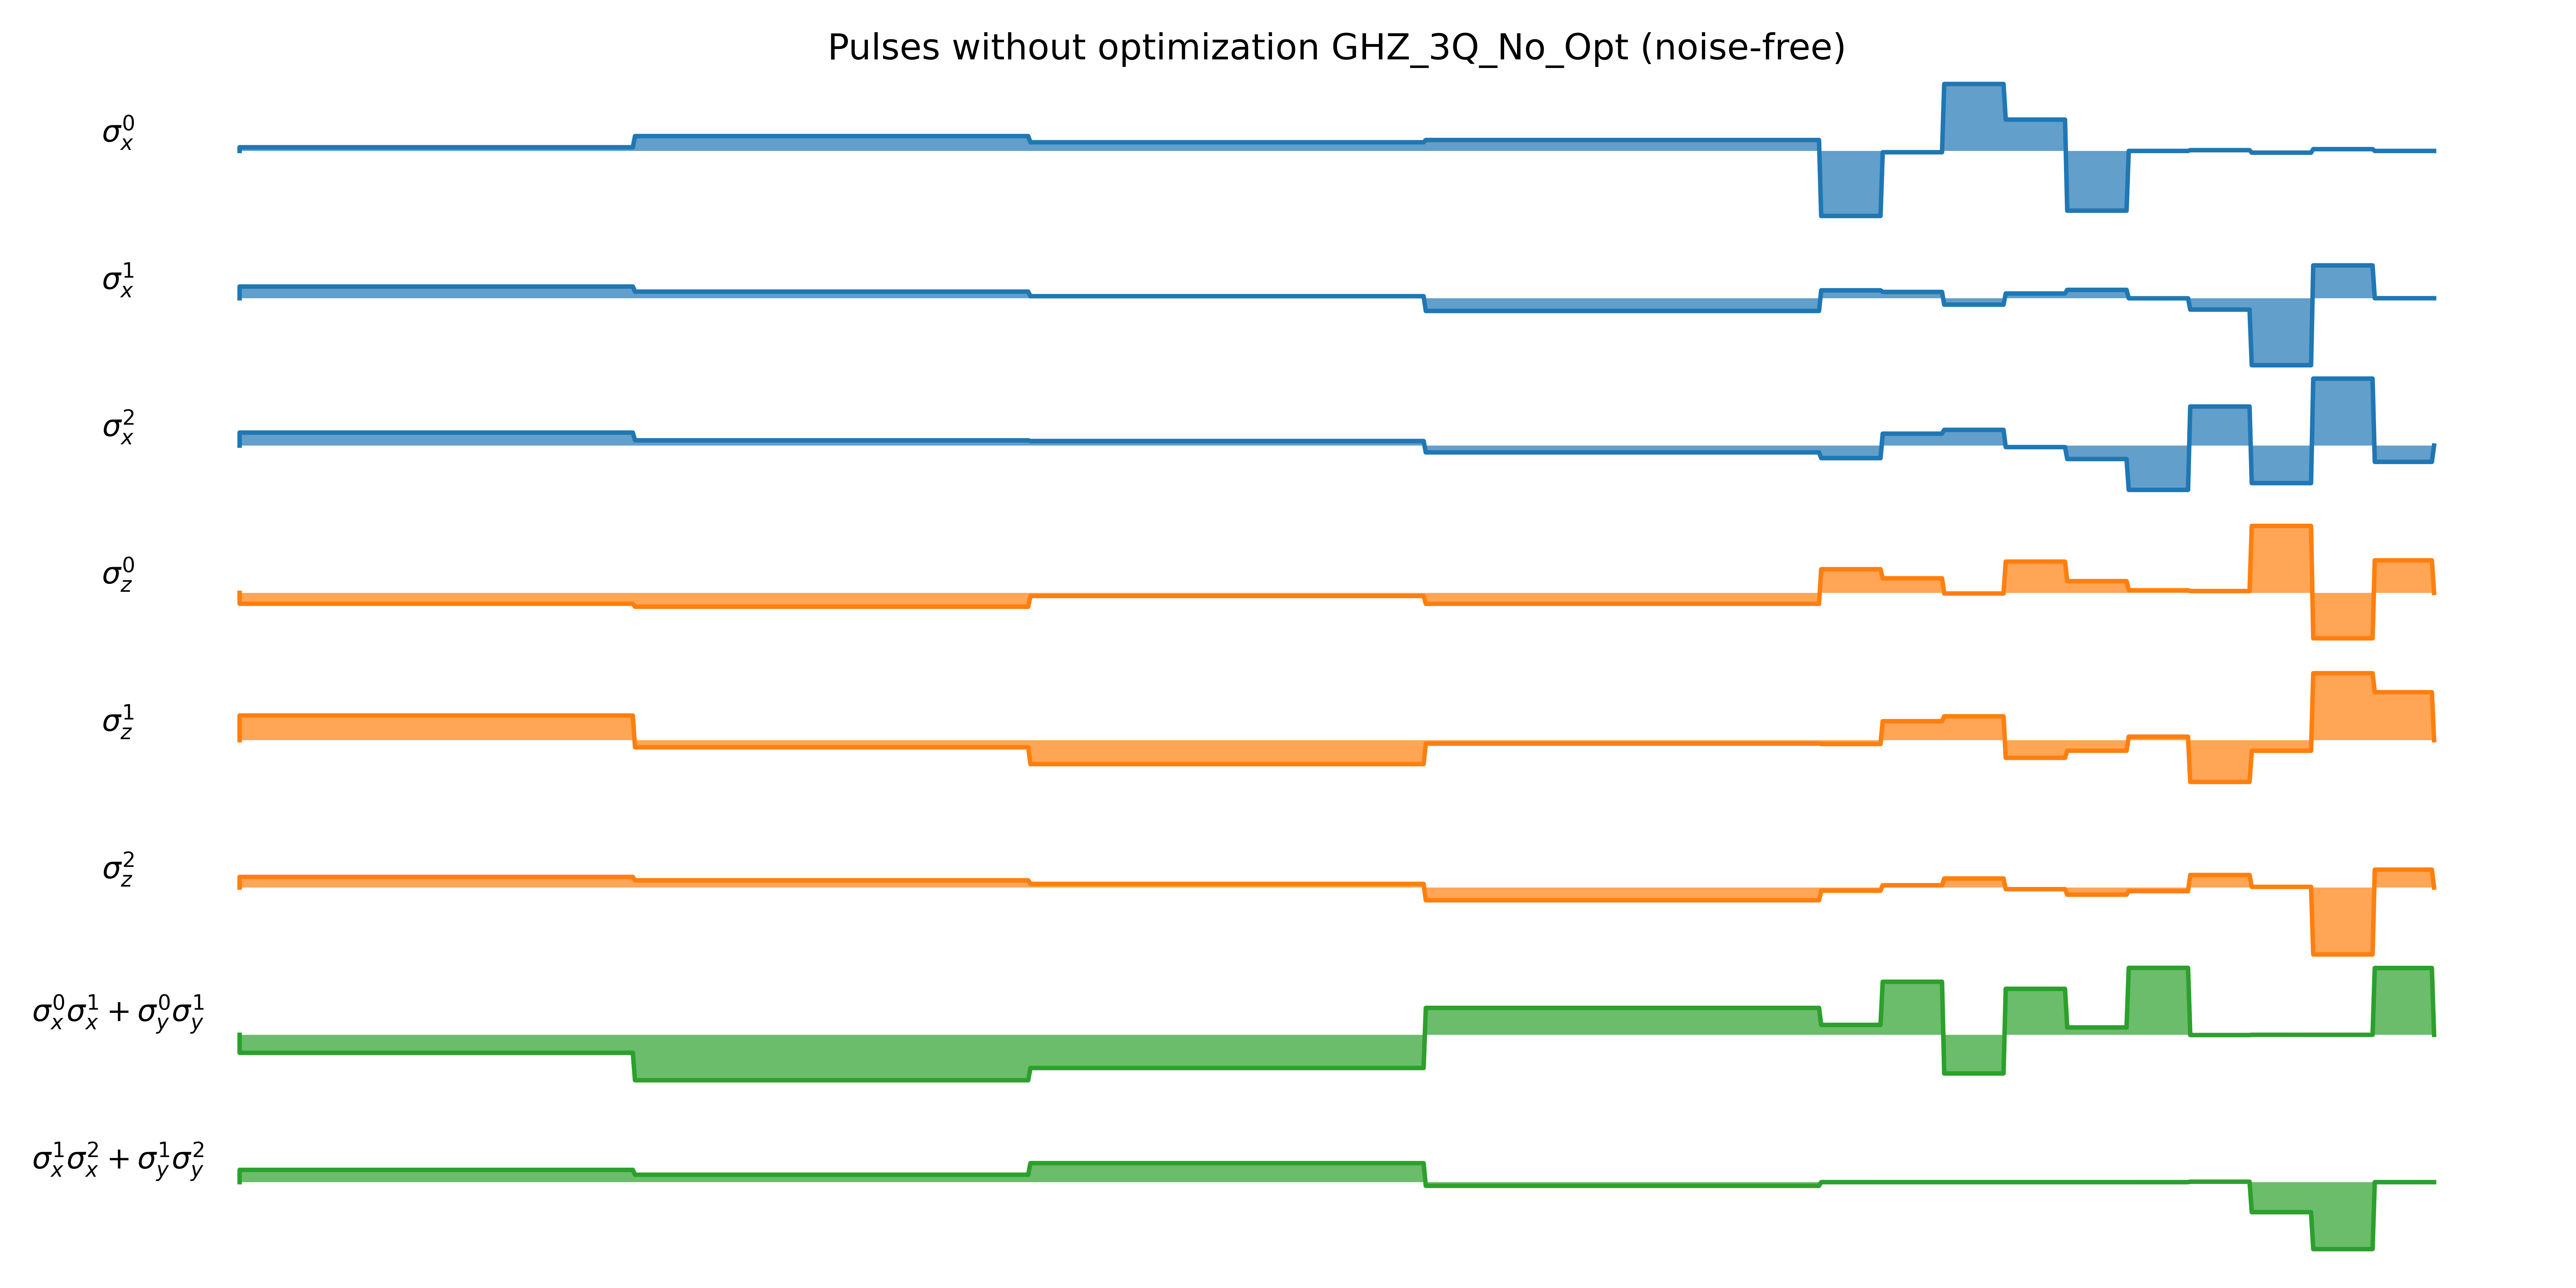 Pulses without optimization GHZ_3Q_No_Opt (noise-free)
σ_x^0
σ_x^1
σ_x^2
σ_z^0
σ_z^1
σ_z^2
σ_x^0σ_x^1 + σ_y^0σ_y^1
σ_x^1σ_x^2 + σ_y^1σ_y^2